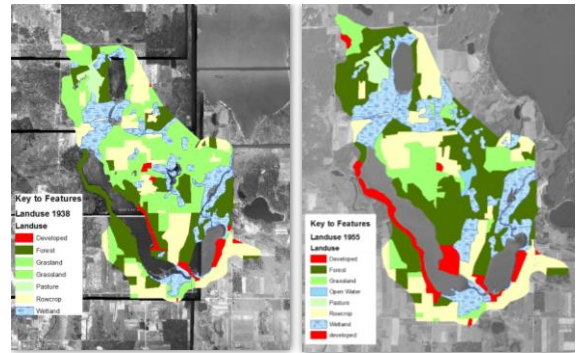 Key to Features
Landuse 1938
Landuse
Developed
Forest
Grassland
Grassland
Pasture
Rowcrop
Wetland
Key to Features
Landuse 1955
Landuse
Developed
Forest
Grassland
Open Water
Pasture
Rowcrop
Wetland
developed